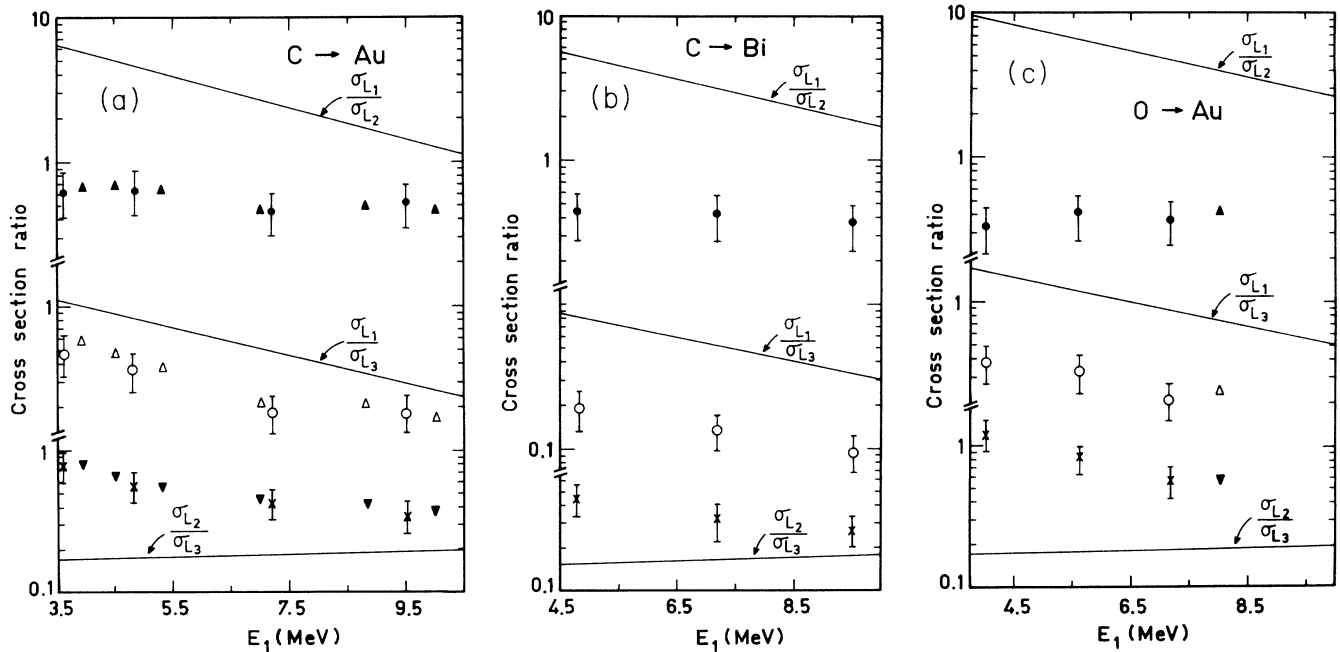 Cross section ratio
10
1
1
1
0.1
3.5
5.5
7.5
9.5
E₁ (MeV)
(a)
C → Au
σL₁
σL₂
σL₁
σL₃
σL₂
σL₃
Cross section ratio
10
1
0.1
0.1
4.5
8.5
E₁ (MeV)
(b)
C → Bi
σL₁
σL₂
σL₁
σL₃
σL₂
σL₃
Cross section ratio
10
1
1
1
0.1
4.5
6.5
8.5
E₁ (MeV)
(c)
O → Au
σL₁
σL₂
σL₁
σL₃
σL₂
σL₃